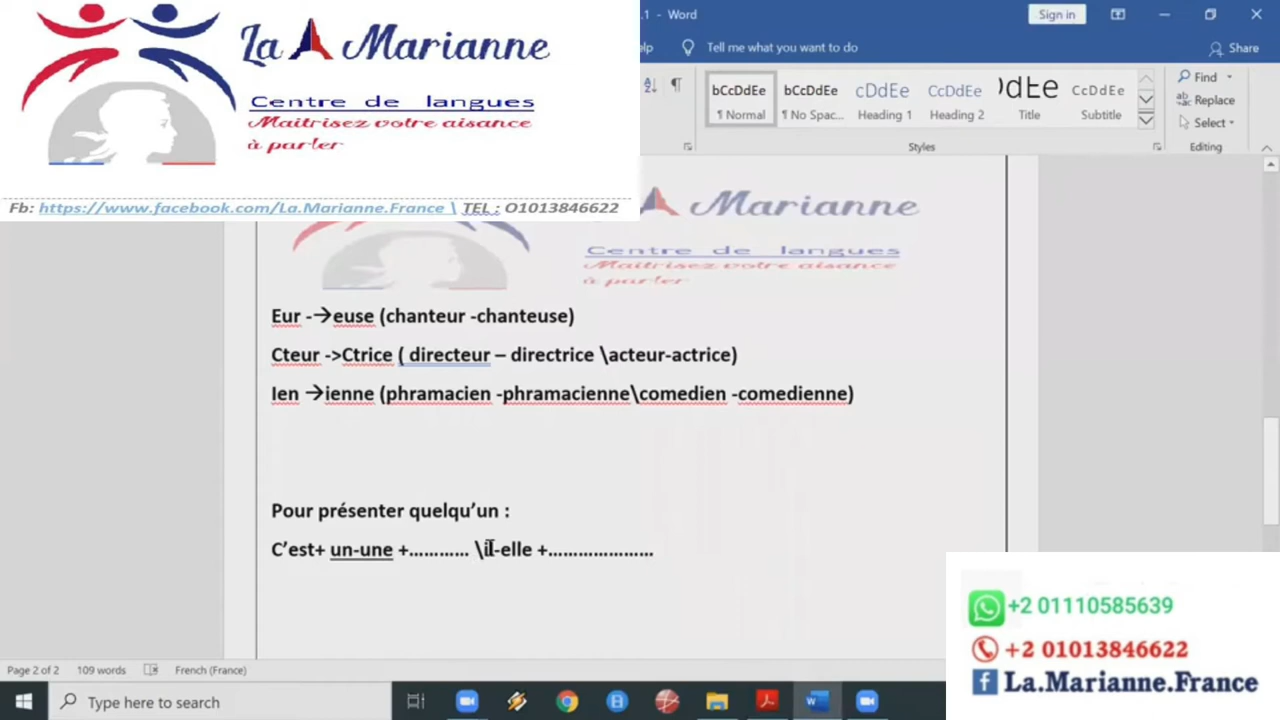 La Marianne
Centre de langues
Maitrisez votre aisance
à parler
Fb: https://www.facebook.com/La.Marianne.France \ TEL : O1013846622
.1 - Word
Sign in
lp
Tell me what you want to do
Share
bCcDdEe
¶ Normal
bCcDdEe
¶ No Spac...
cDdEe
Heading 1
CcDdEe
Heading 2
DdEe
Title
CcDdEe
Subtitle
Find
Replace
Select
Styles
Editing
Marianne
Centre de langues
Maitrisez votre aisance
à parler
Eur -→euse (chanteur -chanteuse)
Cteur ->Ctrice ( directeur – directrice \acteur-actrice)
Ien →ienne (phramacien -phramacienne\comedien -comedienne)
Pour présenter quelqu’un :
C’est+ un-une +………… \il-elle +…………………
+2 01110585639
+2 01013846622
La.Marianne.France
Page 2 of 2
109 words
French (France)
Type here to search